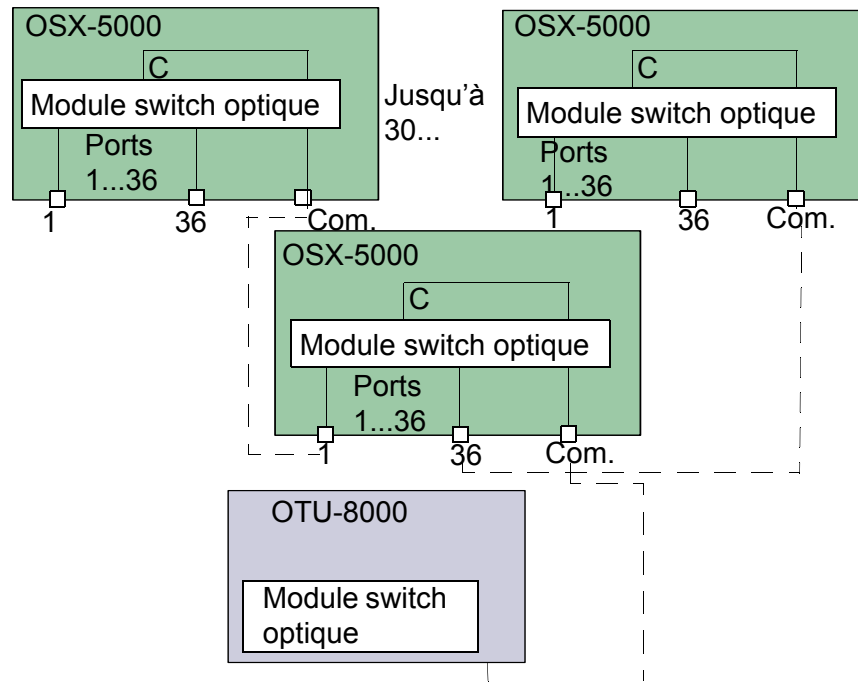 OSX-5000
C
Module switch optique
Ports
1...36
1
36
Com.
Jusqu'à
30...
OSX-5000
C
Module switch optique
Ports
1...36
1
36
Com.
OSX-5000
C
Module switch optique
Ports
1...36
1
36
Com.
OTU-8000
Module switch
optique